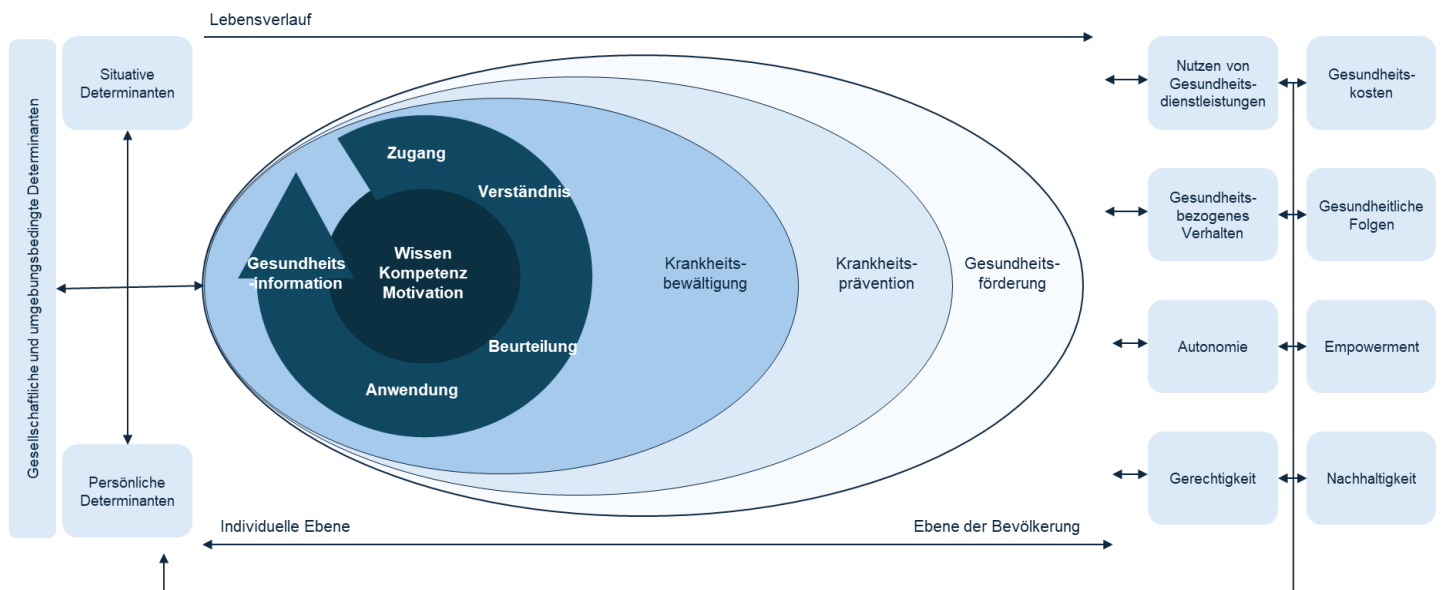 Lebensverlauf
Gesellschaftliche und umgebungsbedingte Determinanten
Situative
Determinanten
Persönliche
Determinanten
Zugang
Verständnis
Gesundheits
-information
Wissen
Kompetenz
Motivation
Beurteilung
Anwendung
Krankheits-
bewältigung
Krankheits-
prävention
Gesundheits-
förderung
Individuelle Ebene
Ebene der Bevölkerung
Nutzen von
Gesundheits-
dienstleistungen
Gesundheits-
kosten
Gesundheits-
bezogenes
Verhalten
Gesundheitliche
Folgen
Autonomie
Empowerment
Gerechtigkeit
Nachhaltigkeit